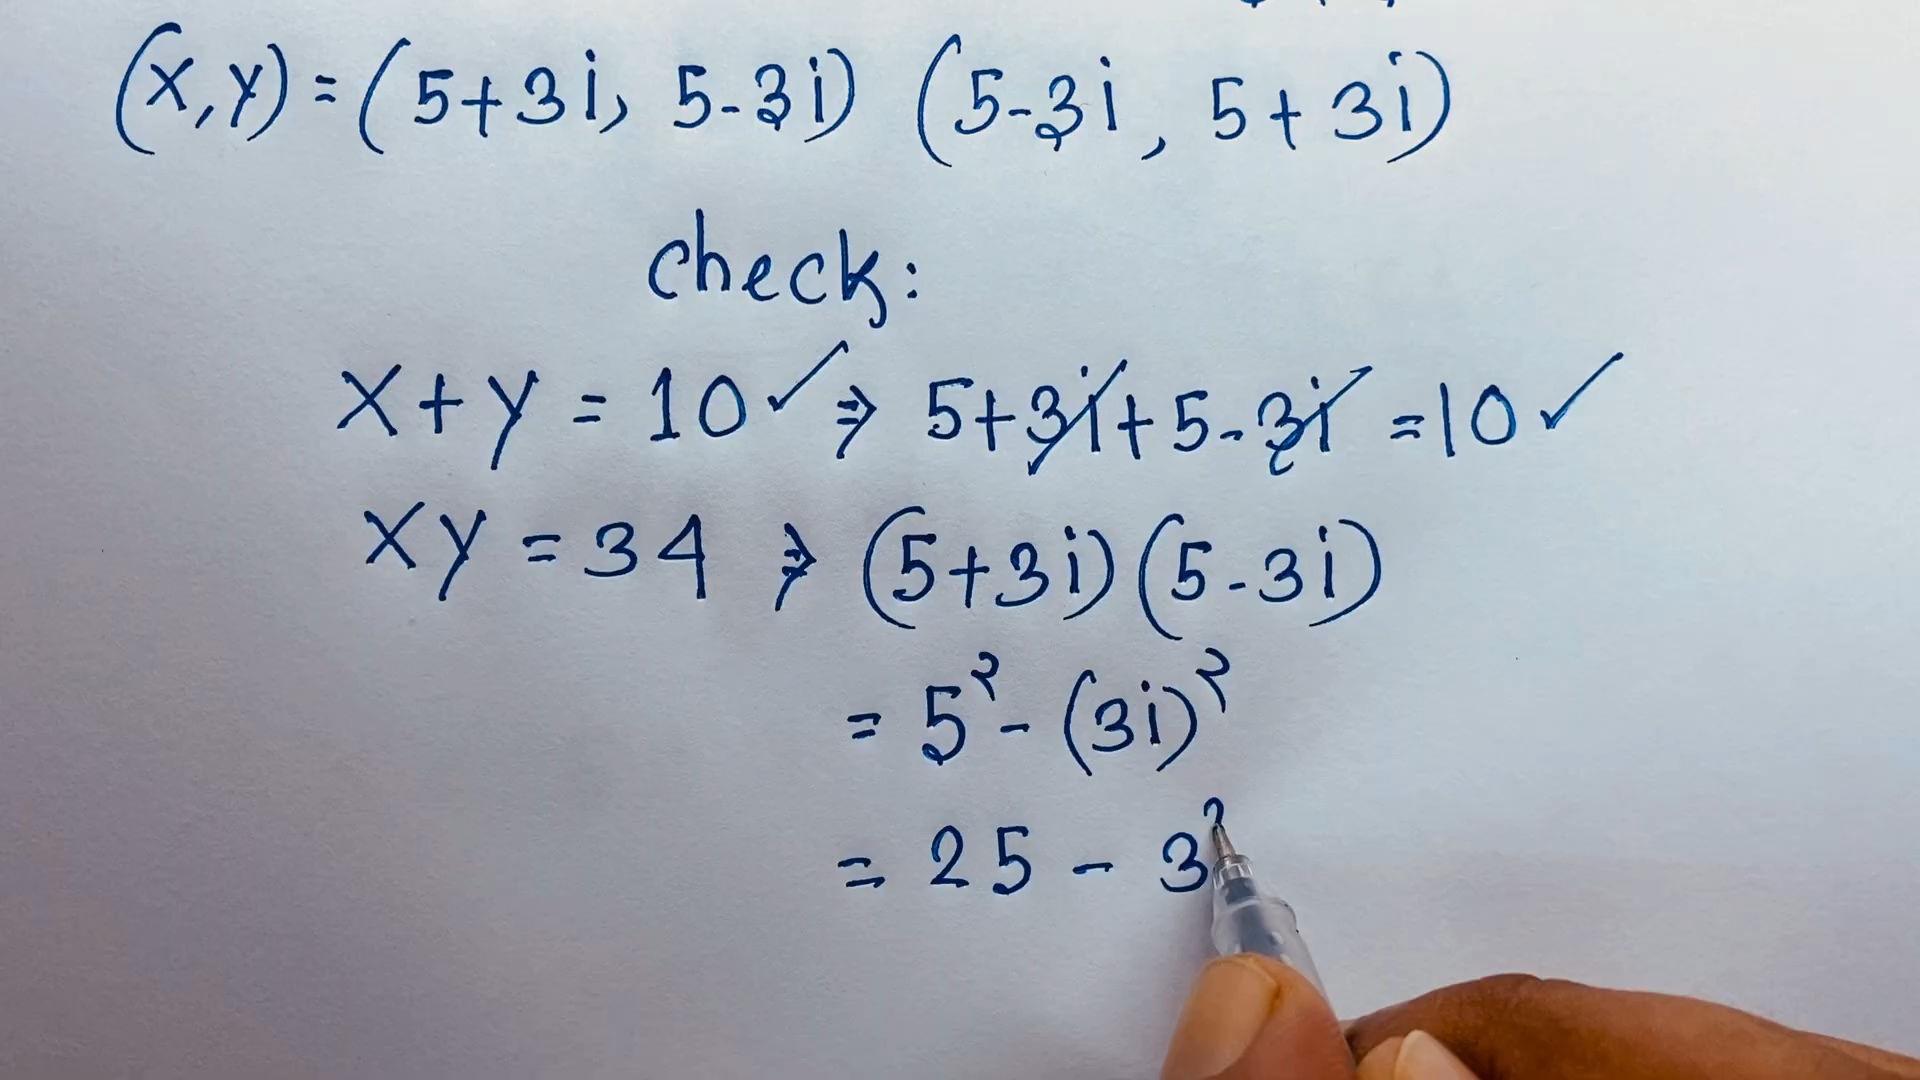 (x,y) = (5+3i, 5-3i) (5-3i, 5+3i)
check:
x+y = 10 ✓ ⇒ 5+3i+5-3i = 10 ✓
xy = 34 ⇒ (5+3i)(5-3i)
= 5² - (3i)²
= 25 - 3²